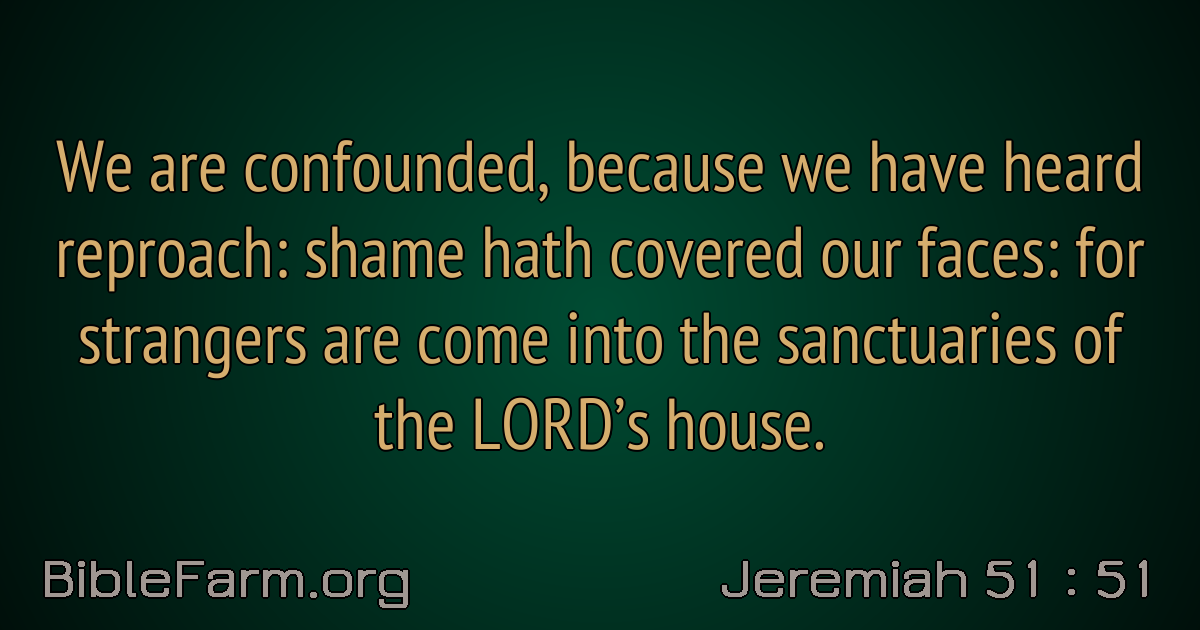 We are confounded, because we have heard
reproach: shame hath covered our faces: for
strangers are come into the sanctuaries of
the LORD’s house.
BibleFarm.org
Jeremiah 51 : 51